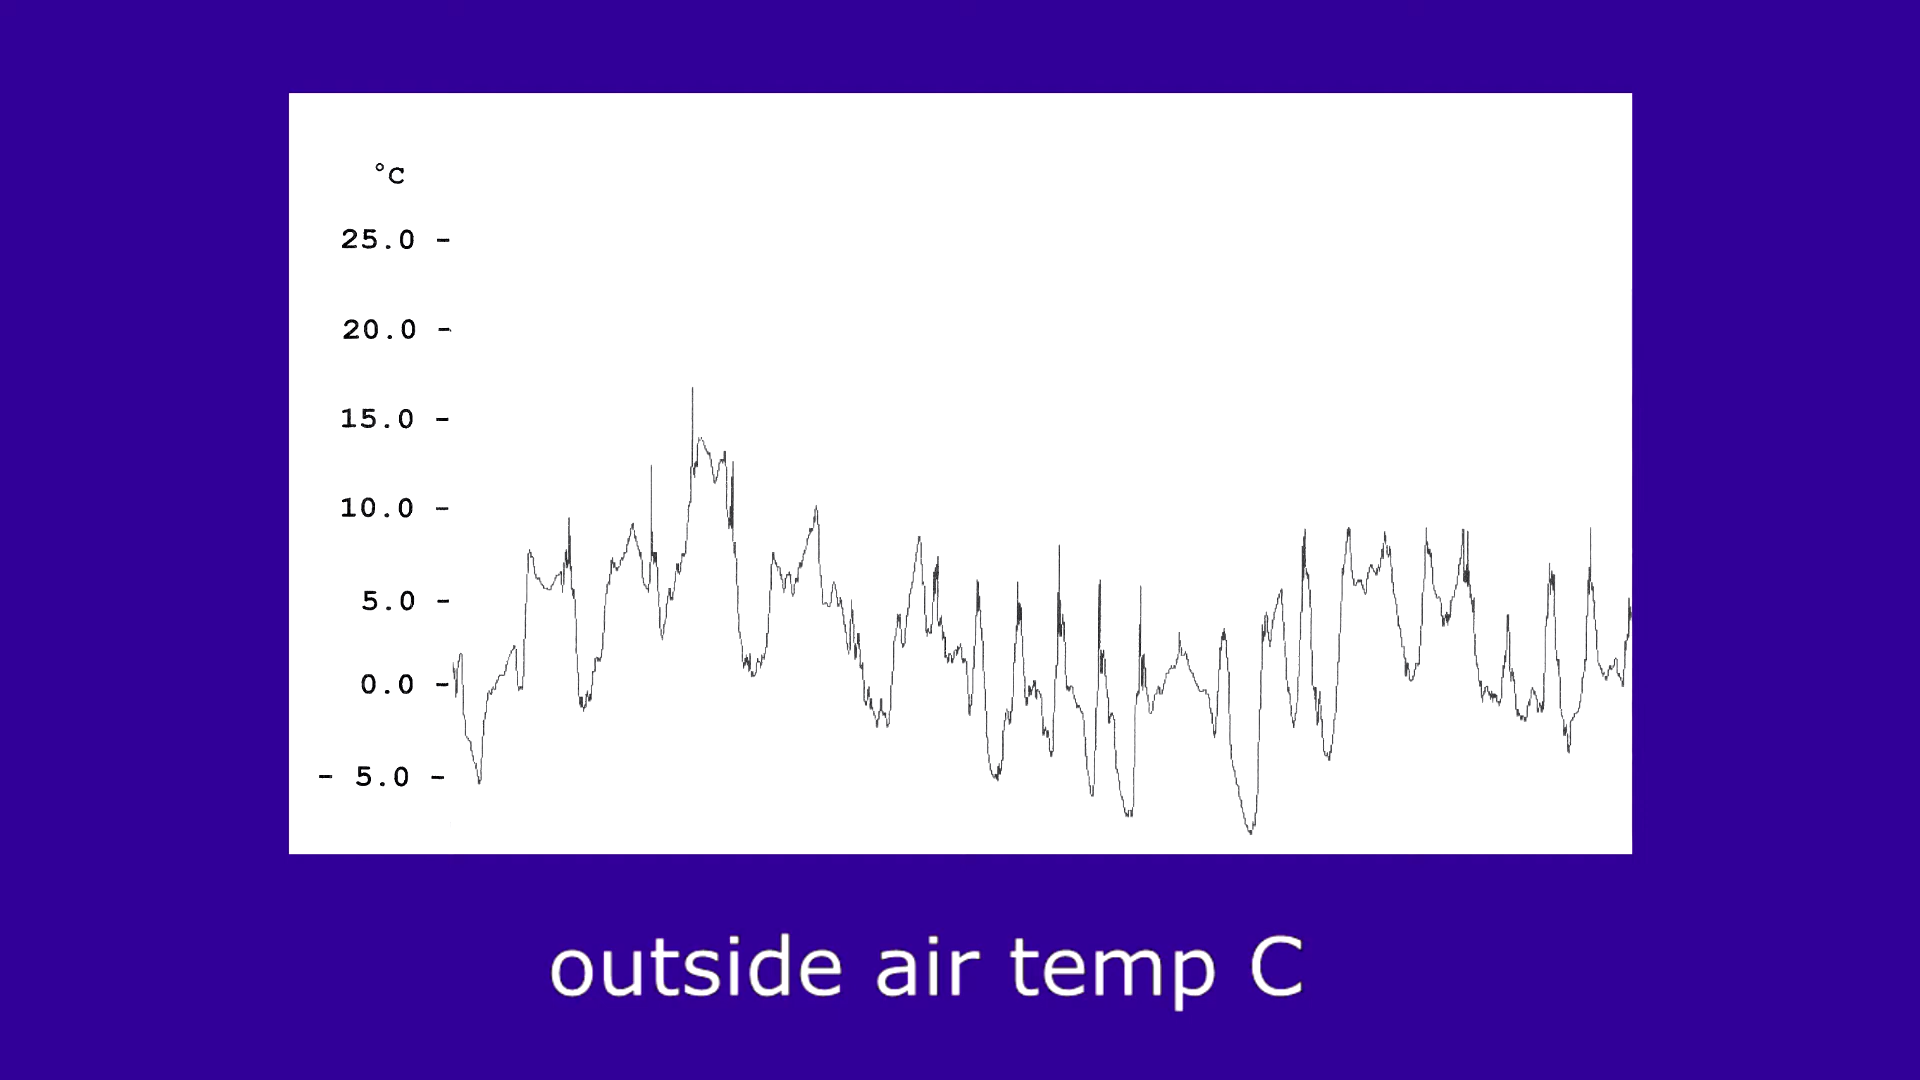 °C
25.0 -
20.0 -
15.0 -
10.0 -
5.0 -
0.0 -
- 5.0 -
outside air temp C